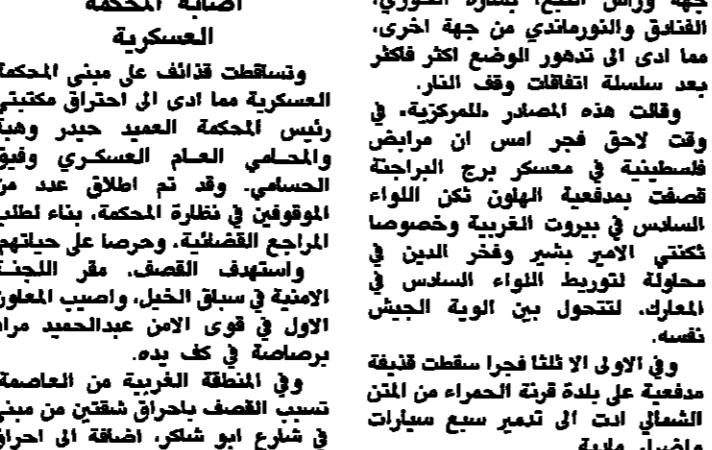 جهة وراس النبع، بشارة الخوري،
الفنادق والنورماندي من جهة اخرى،
مما ادى الى تدهور الوضع اكثر فاكثر
بعد سلسلة اتفاقات وقف النار.
وقالت هذه المصادر «للمركزية» في
وقت لاحق فجر امس ان مرابض
فلسطينية في معسكر برج البراجنة
قصفت بمدفعية الهاون ثكن اللواء
السادس في بيروت الغربية وخصوصا
ثكنتي الامير بشير وفخر الدين في
محاولة لتوريط اللواء السادس في
المعارك، لتتحول بين الوية الجيش
نفسه.
وفي الاولى الا ثلثا فجرا سقطت قذيفة
مدفعية على بلدة قرنة الحمراء من المتن
الشمالي ادت الى تدمير سبع سيارات
واضرار مادية
اصابة المحكمة
العسكرية
وتساقطت قذائف على مبنى المحكمة
العسكرية مما ادى الى احتراق مكتبتي
رئيس المحكمة العميد حيدر وهبة
والمحامي العام العسكري وفيق
الحسامي. وقد تم اطلاق عدد من
الموقوفين في نظارة المحكمة، بناء لطلب
المراجع القضائية، وحرصا على حياتهم
واستهدف القصف، مقر اللجنة
الامنية في سباق الخيل، واصيب المعاون
الاول في قوى الامن عبدالحميد مراد
برصاصة في كف يده.
وفي المنطقة الغربية من العاصمة
تسبب القصف باحراق شقتين من مبنى
في شارع ابو شاكر، اضافة الى احراق